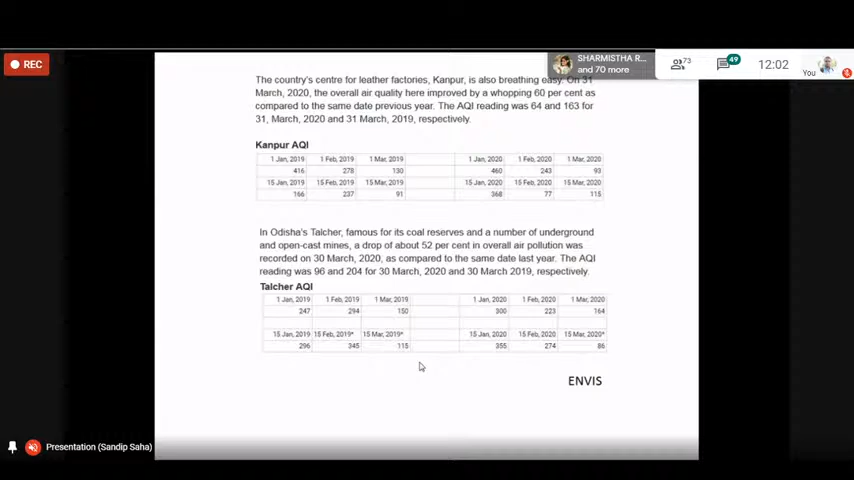 REC
SHARMISTHA R...
and 70 more
73
49
12:02
You
The country's centre for leather factories, Kanpur, is also breathing easy. On 31
March, 2020, the overall air quality here improved by a whopping 60 per cent as
compared to the same date previous year. The AQI reading was 64 and 163 for
31, March, 2020 and 31 March, 2019, respectively.
Kanpur AQI
1 Jan, 2019 1 Feb, 2019 1 Mar, 2019 1 Jan, 2020 1 Feb, 2020 1 Mar, 2020
416 278 130 460 243 93
15 Jan, 2019 15 Feb, 2019 15 Mar, 2019 15 Jan, 2020 15 Feb, 2020 15 Mar, 2020
166 237 91 368 77 115
In Odisha's Talcher, famous for its coal reserves and a number of underground
and open-cast mines, a drop of about 52 per cent in overall air pollution was
recorded on 30 March, 2020, as compared to the same date last year. The AQI
reading was 96 and 204 for 30 March, 2020 and 30 March 2019, respectively.
Talcher AQI
1 Jan, 2019 1 Feb, 2019 1 Mar, 2019 1 Jan, 2020 1 Feb, 2020 1 Mar, 2020
247 294 150 300 223 164
15 Jan, 2019 15 Feb, 2019* 15 Mar, 2019* 15 Jan, 2020 15 Feb, 2020 15 Mar, 2020*
296 345 115 355 274 86
ENVIS
Presentation (Sandip Saha)